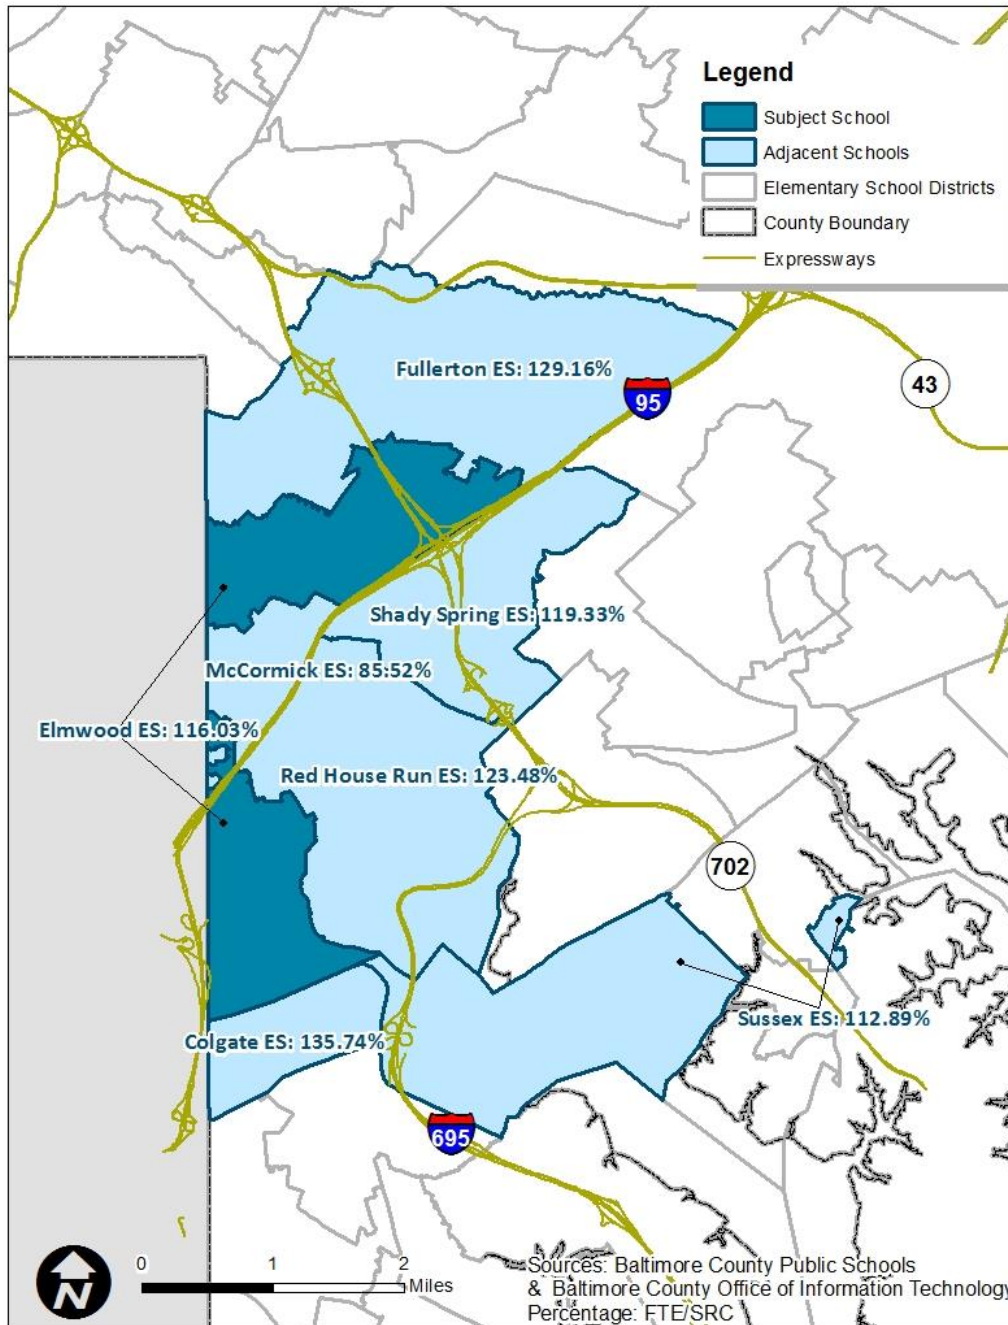 Legend
Subject School
Adjacent Schools
Elementary School Districts
County Boundary
Expressways
Fullerton ES: 129.16%
95
43
Shady Spring ES: 119.33%
McCormick ES: 85.52%
Elmwood ES: 116.03%
Red House Run ES: 123.48%
702
Sussex ES: 112.89%
Colgate ES: 135.74%
695
0 1 2
Miles
N
Sources: Baltimore County Public Schools
& Baltimore County Office of Information Technology
Percentage: FTE/SRC